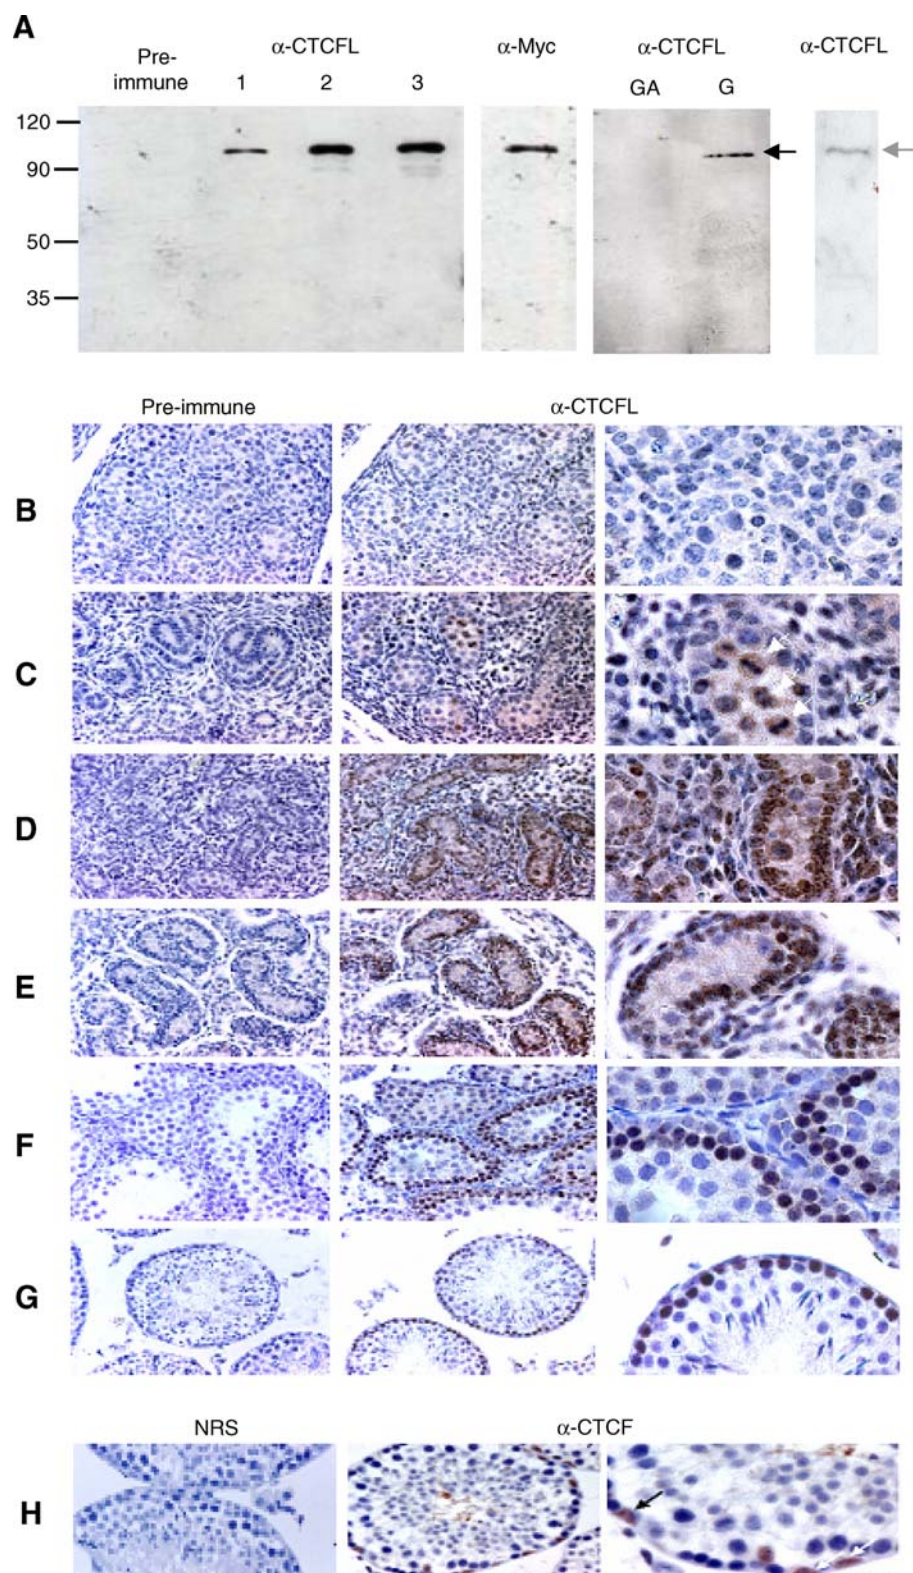 A
Pre-immune α-CTCFL α-Myc α-CTCFL α-CTCFL
1 2 3 GA G
120
90
50
35
Pre-immune α-CTCFL
B
C
D
E
F
G
NRS α-CTCF
H